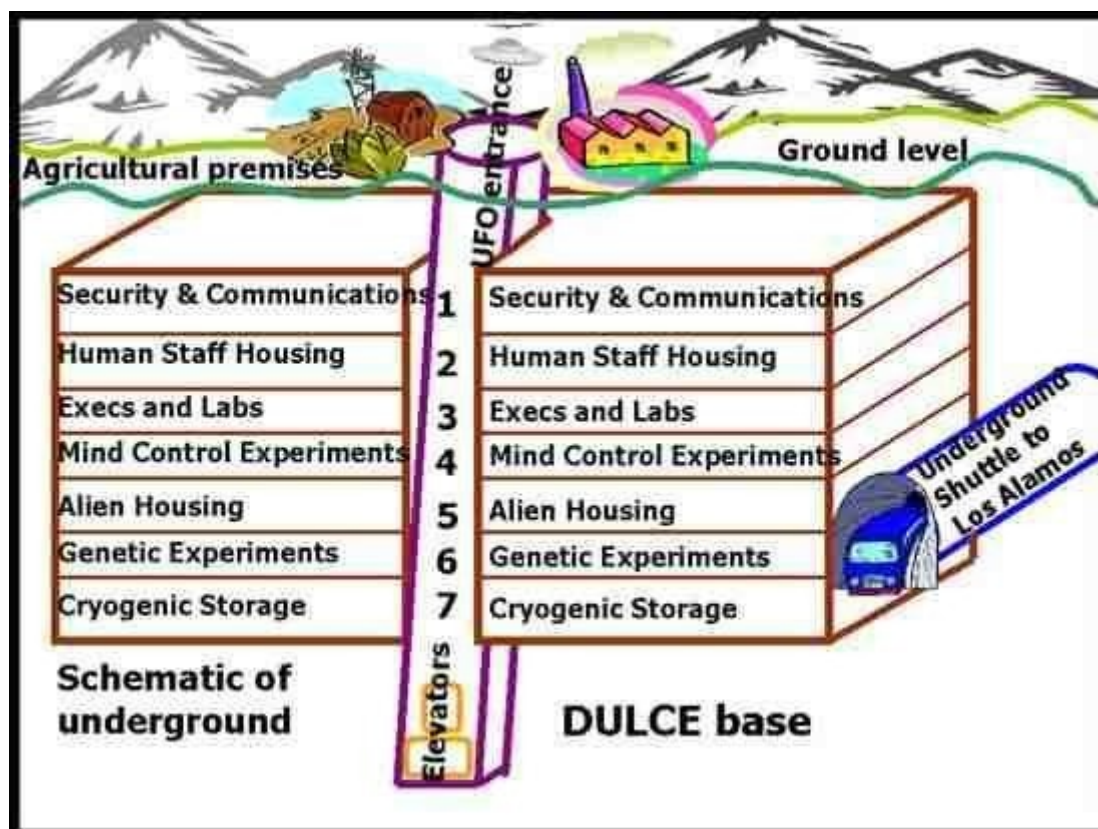 UFO entrance
Agricultural premises
Ground level
Security & Communications
1
Security & Communications
Human Staff Housing
2
Human Staff Housing
Execs and Labs
3
Execs and Labs
Mind Control Experiments
4
Mind Control Experiments
Alien Housing
5
Alien Housing
Genetic Experiments
6
Genetic Experiments
Cryogenic Storage
7
Cryogenic Storage
Underground
Shuttle to
Los Alamos
Elevators
Schematic of
underground
DULCE base